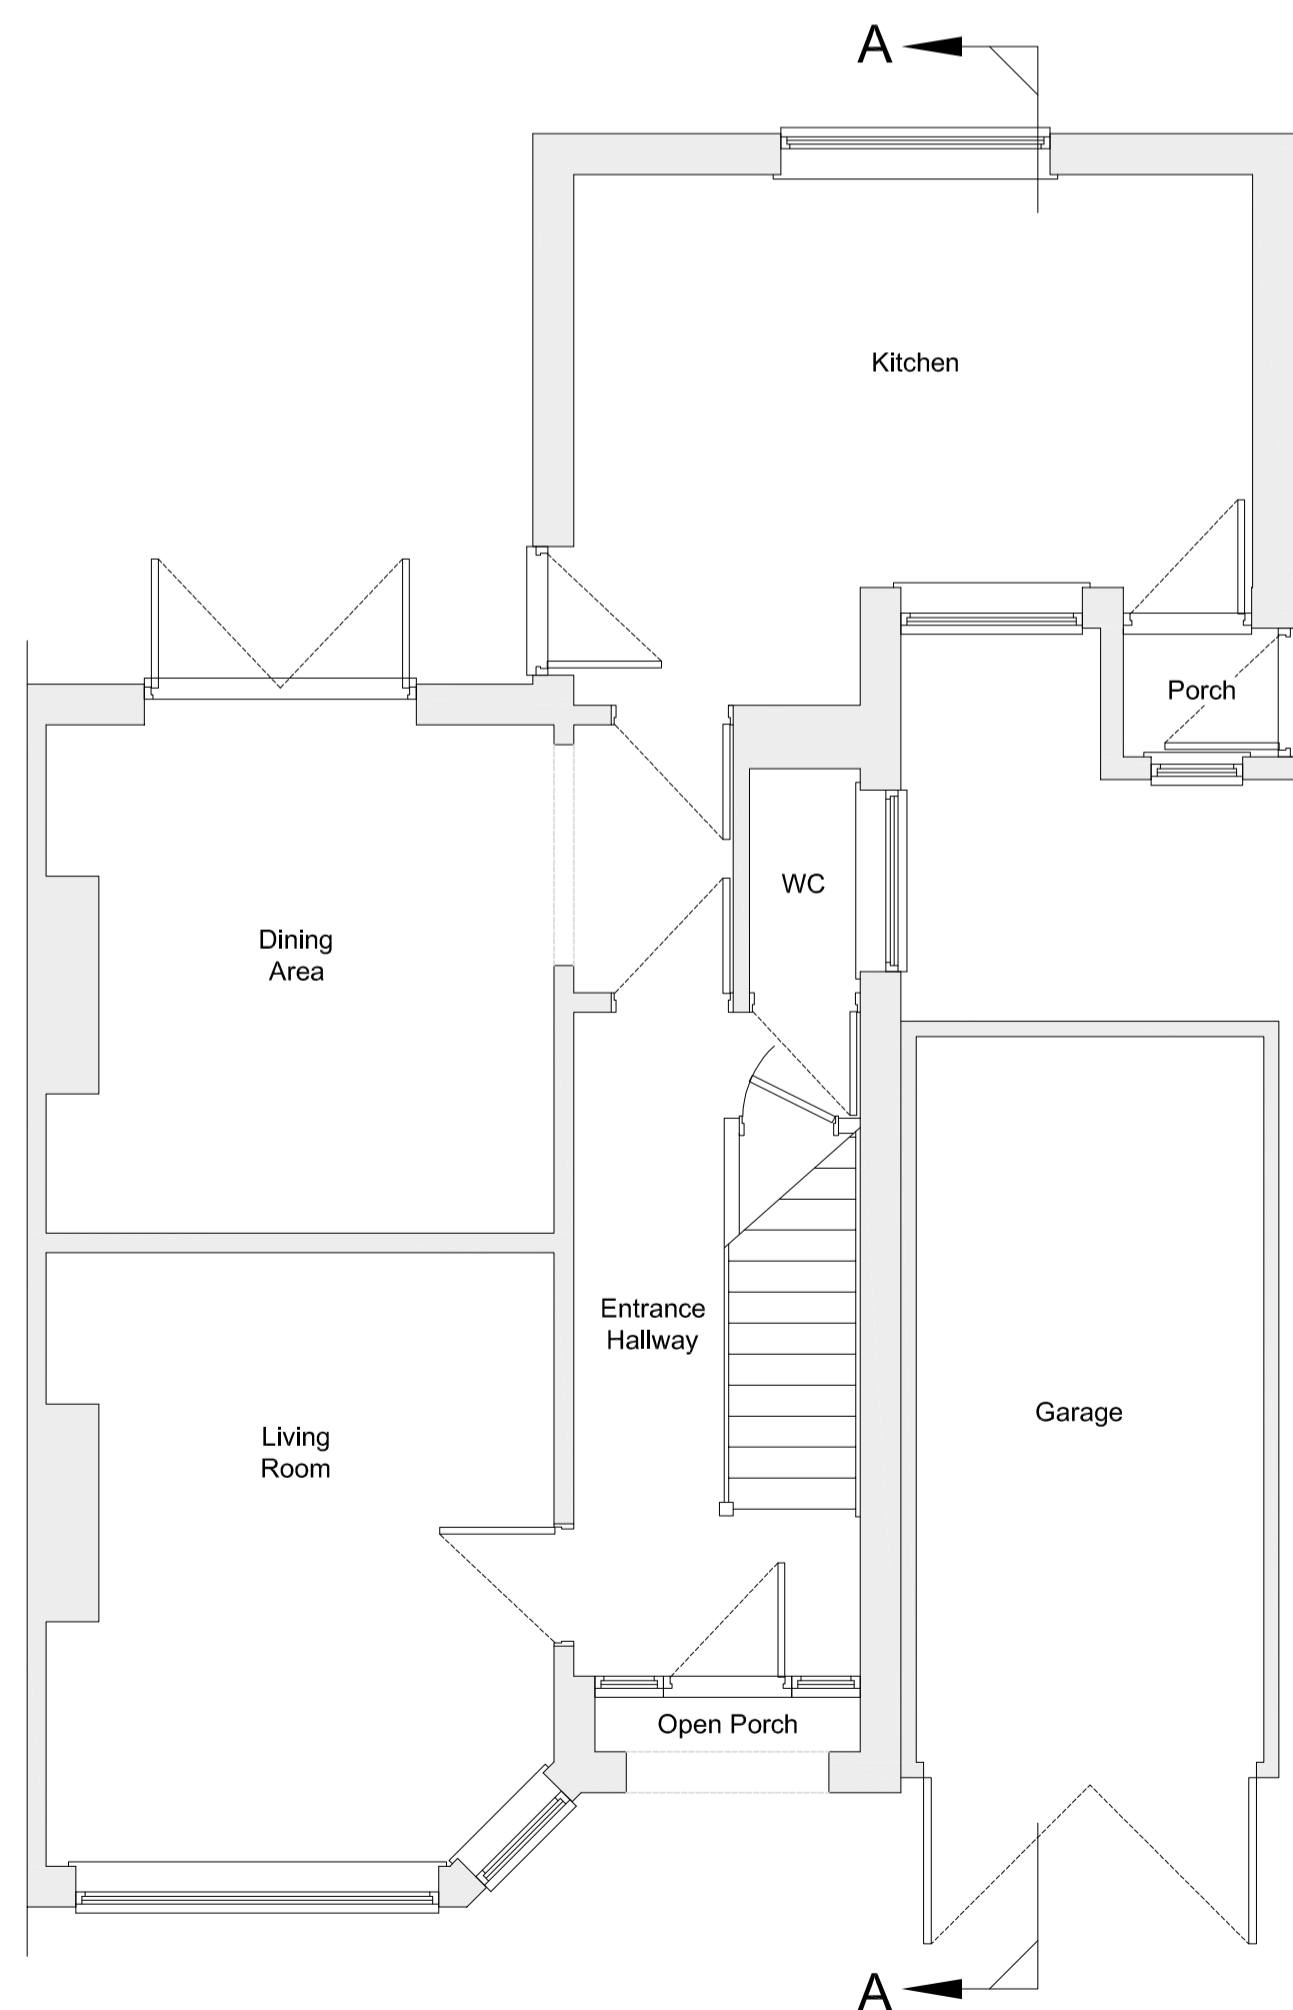 A
Kitchen
Porch
WC
Dining
Area
Entrance
Hallway
Garage
Living
Room
Open Porch
A